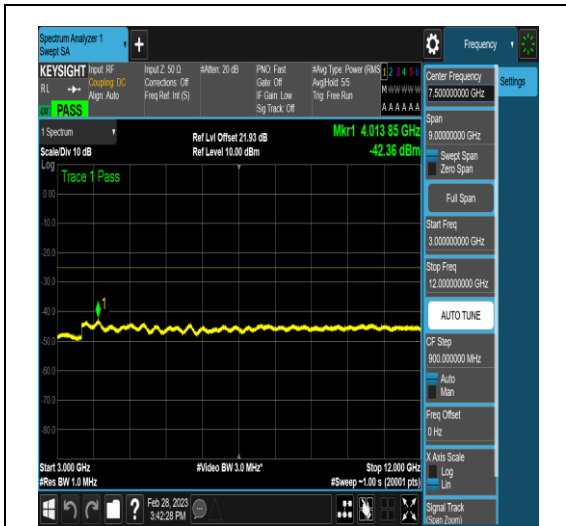 Spectrum Analyzer 1
Swept SA
+
Frequency
KEYSIGHT
R L
PASS
Input: RF
Coupling: DC
Align: Auto
Input Z: 50 Ω
Corrections: Off
Freq Ref: Int (S)
#Atten: 20 dB
PNO: Fast
Gate: Off
IF Gain: Low
Sig Track: Off
#Avg Type: Power (RMS
Avg|Hold: 5/5
Trig: Free Run
1 2 3 4 5 6
M W W W W W
A A A A A A
Settings
Center Frequency
7.500000000 GHz
Span
9.00000000 GHz
Swept Span
Zero Span
Full Span
Start Freq
3.000000000 GHz
Stop Freq
12.000000000 GHz
AUTO TUNE
CF Step
900.000000 MHz
Auto
Man
Freq Offset
0 Hz
X Axis Scale
Log
Lin
Signal Track
(Span Zoom)
1 Spectrum
Scale/Div 10 dB
Ref Lvl Offset 21.93 dB
Ref Level 10.00 dBm
Mkr1 4.013 85 GHz
-42.36 dBm
Log
Trace 1 Pass
0.00
-10.0
-20.0
-30.0
-40.0
-50.0
-60.0
-70.0
-80.0
1
Start 3.000 GHz
#Res BW 1.0 MHz
#Video BW 3.0 MHz*
Stop 12.000 GHz
#Sweep ~1.00 s (20001 pts)
?
Feb 28, 2023
3:42:28 PM